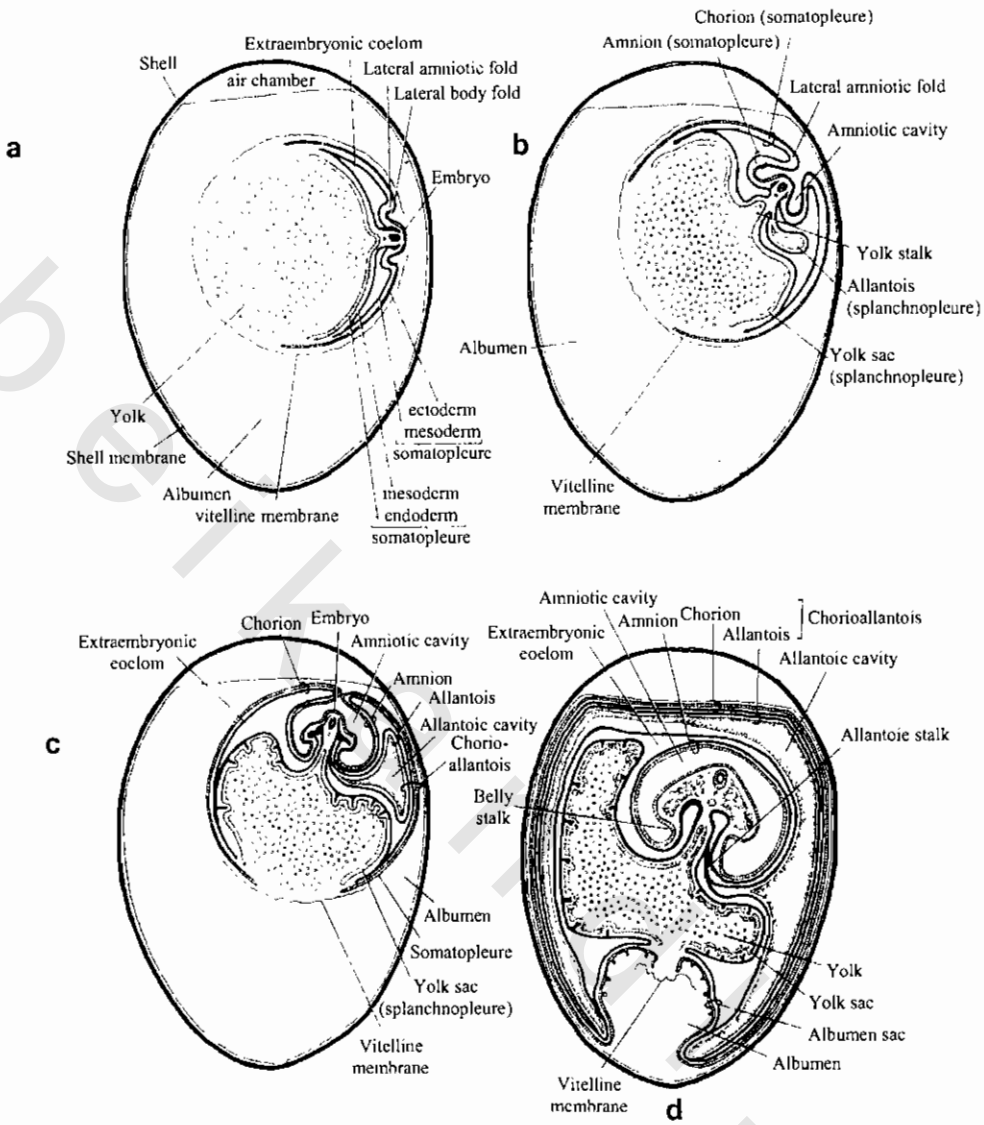 a
Shell
Extraembryonic coelom
air chamber
Lateral amniotic fold
Lateral body fold
Embryo
Yolk
Shell membrane
Albumen
vitelline membrane
ectoderm
mesoderm
somatopleure
mesoderm
endoderm
somatopleure
b
Chorion (somatopleure)
Amnion (somatopleure)
Lateral amniotic fold
Amniotic cavity
Yolk stalk
Allantois
(splanchnopleure)
Yolk sac
(splanchnopleure)
Albumen
Vitelline
membrane
c
Extraembryonic
eoclom
Chorion
Embryo
Amniotic cavity
Amnion
Allantois
Allantoic cavity
Chorio-
allantois
Albumen
Somatopleure
Yolk sac
(splanchnopleure)
Vitelline
membrane
Amniotic cavity
Amnion
Chorion
Allantois
Chorioallantois
Extraembryonic
eoelom
Allantoic cavity
Allantoie stalk
Belly
stalk
Yolk
Yolk sac
Albumen sac
Albumen
Vitelline
membrane
d